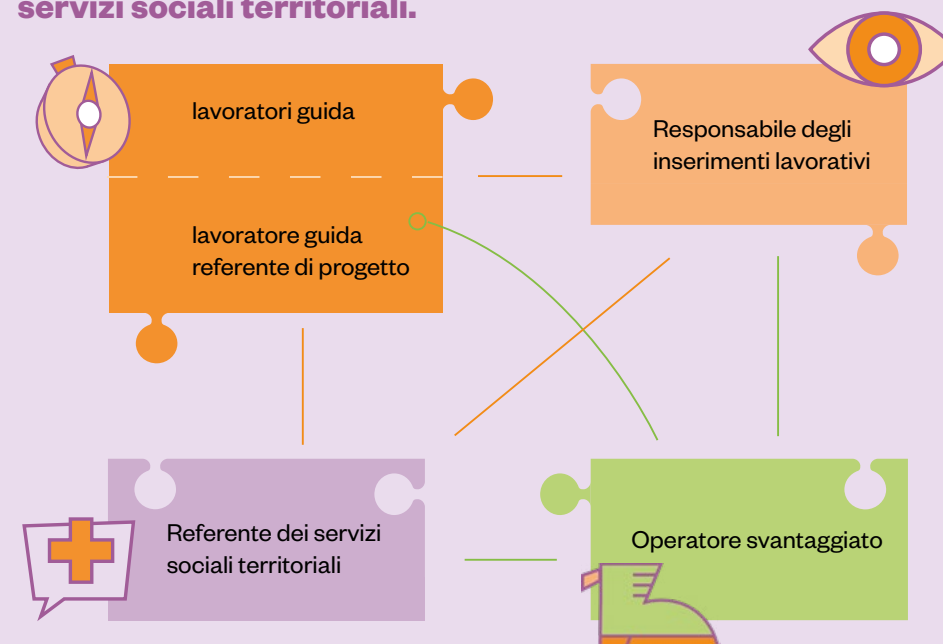 servizi sociali territoriali.
lavoratori guida
Responsabile degli
inserimenti lavorativi
lavoratore guida
referente di progetto
Referente dei servizi
sociali territoriali
Operatore svantaggiato